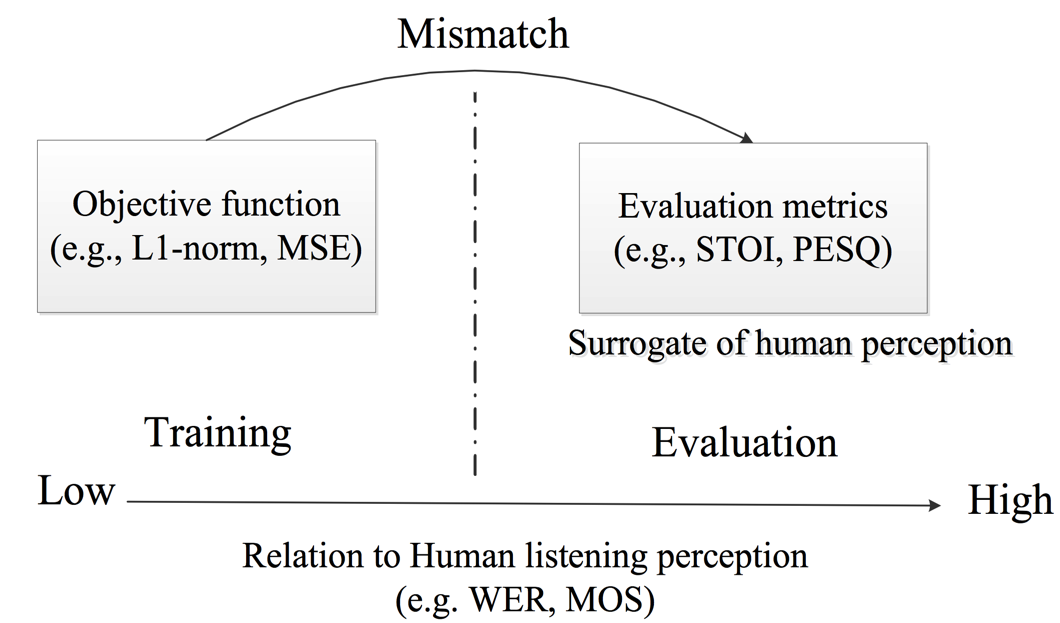 Mismatch
Objective function
(e.g., L1-norm, MSE)
Evaluation metrics
(e.g., STOI, PESQ)
Surrogate of human perception
Training
Evaluation
Low
High
Relation to Human listening perception
(e.g. WER, MOS)